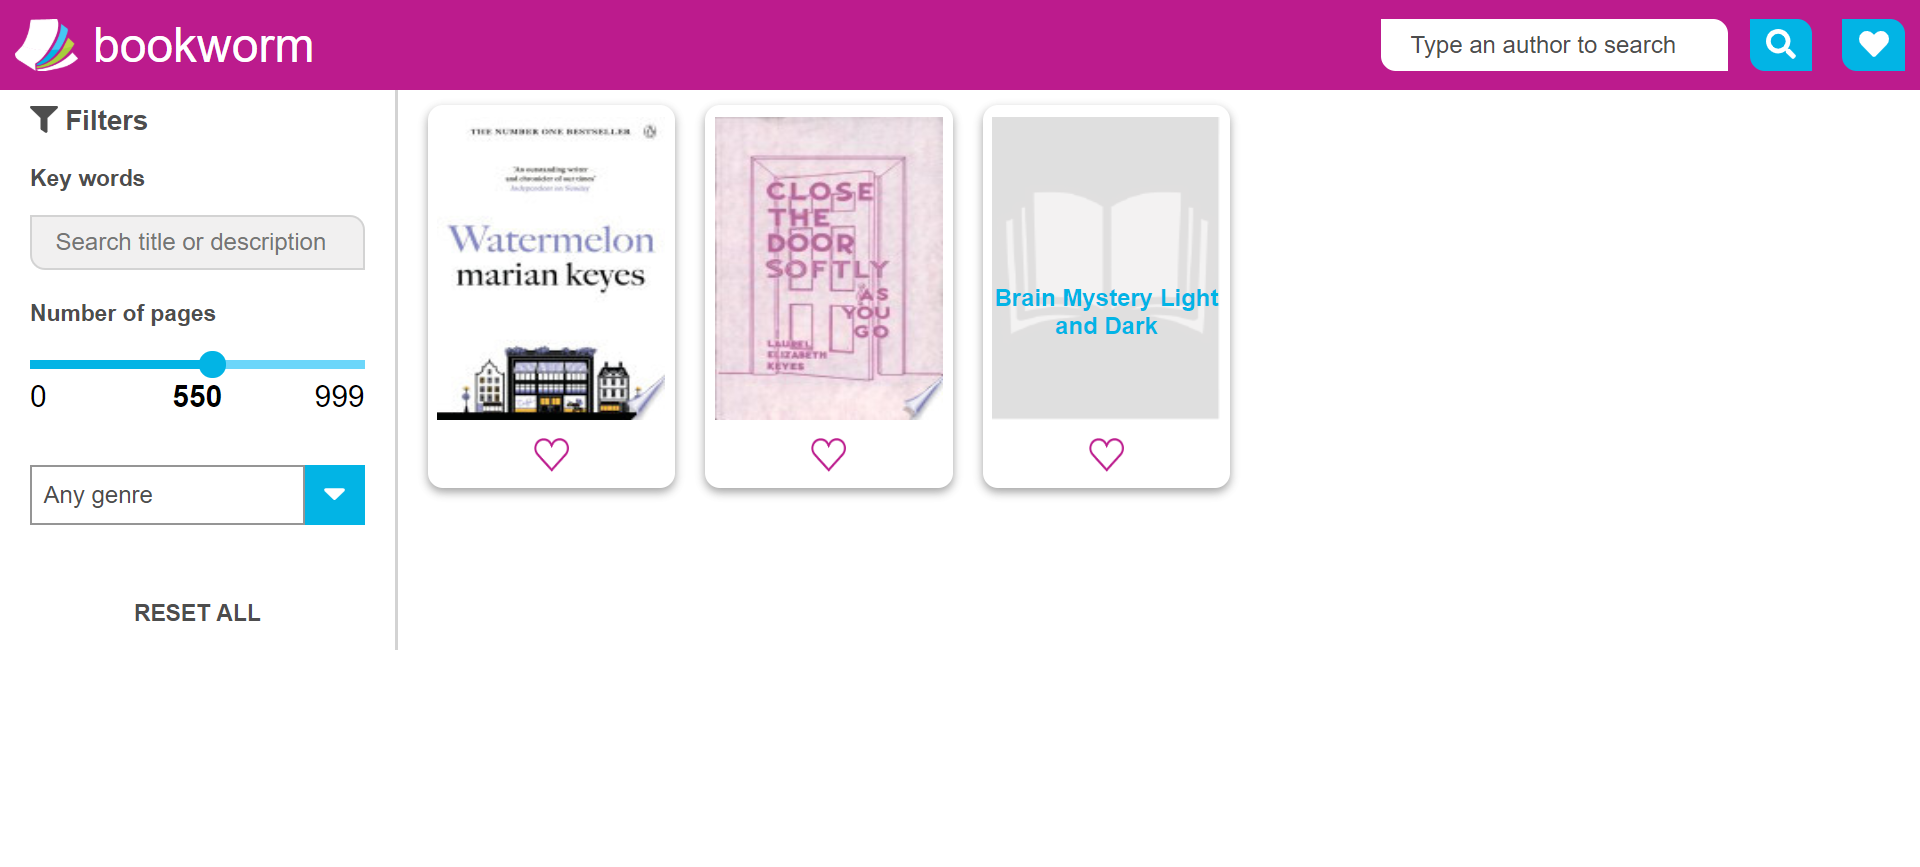 bookworm
Type an author to search
Filters
Key words
Search title or description
Number of pages
0 550 999
Any genre
RESET ALL
THE NUMBER ONE BESTSELLER
'An outstanding writer
and chronicler of our times'
Independent on Sunday
Watermelon
marian keyes
CLOSE
THE
DOOR
SOFTLY
AS
YOU
GO
LAUREL
ELIZABETH
KEYES
Brain Mystery Light
and Dark